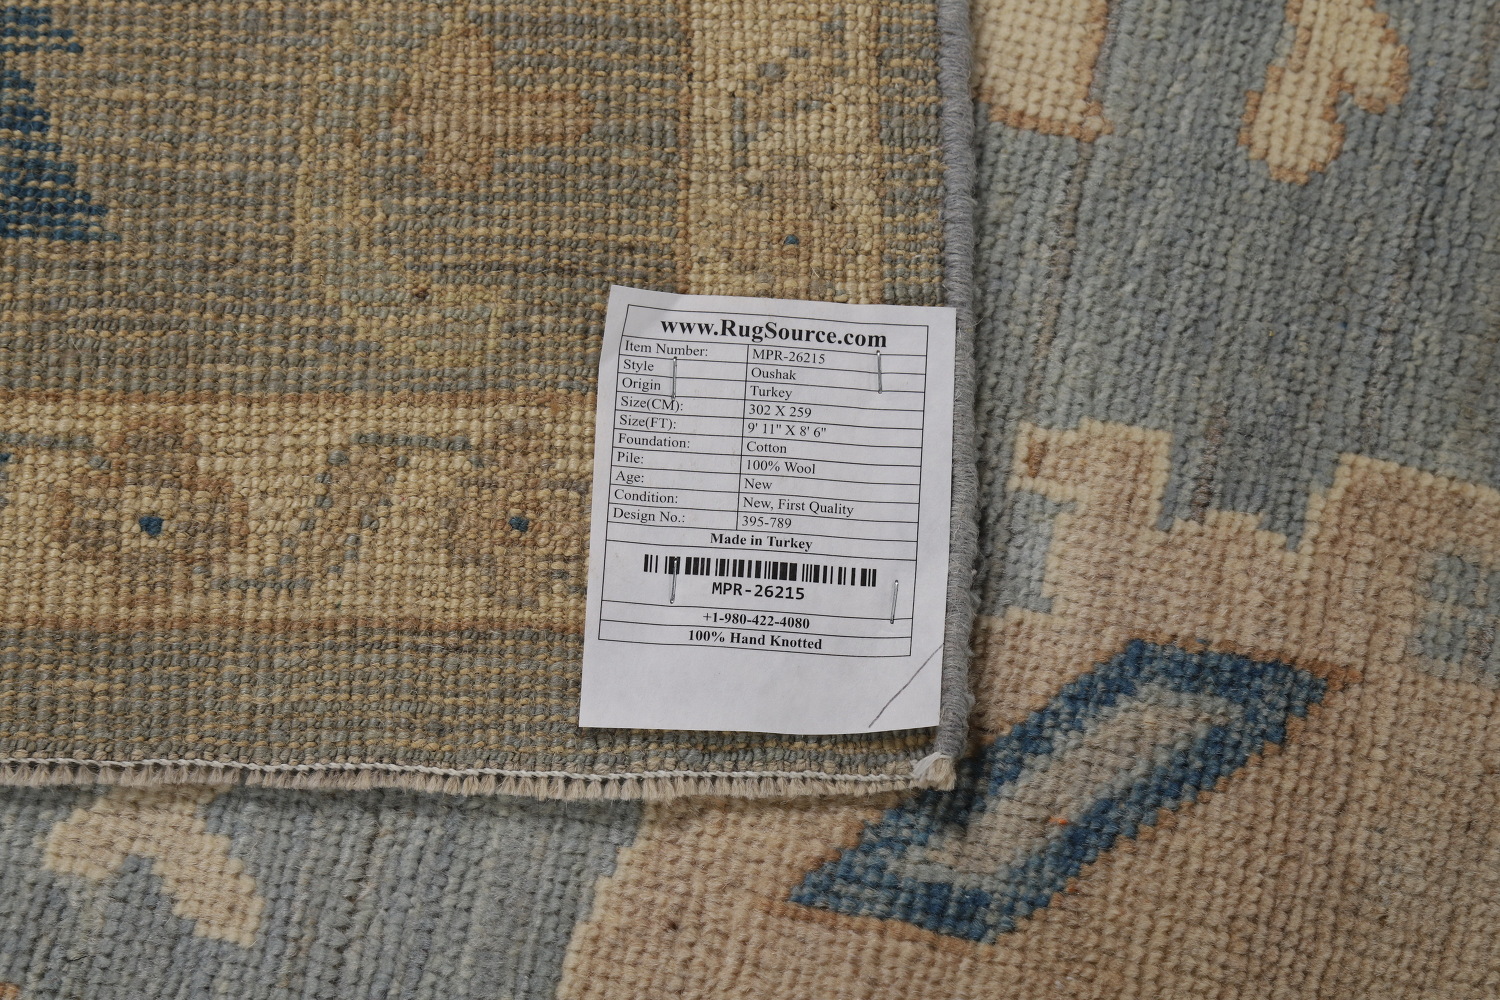 www.RugSource.com
Item Number: MPR-26215
Style Oushak
Origin Turkey
Size(CM): 302 X 259
Size(FT): 9' 11" X 8' 6"
Foundation: Cotton
Pile: 100% Wool
Age: New
Condition: New, First Quality
Design No.: 395-789
Made in Turkey
MPR-26215
+1-980-422-4080
100% Hand Knotted